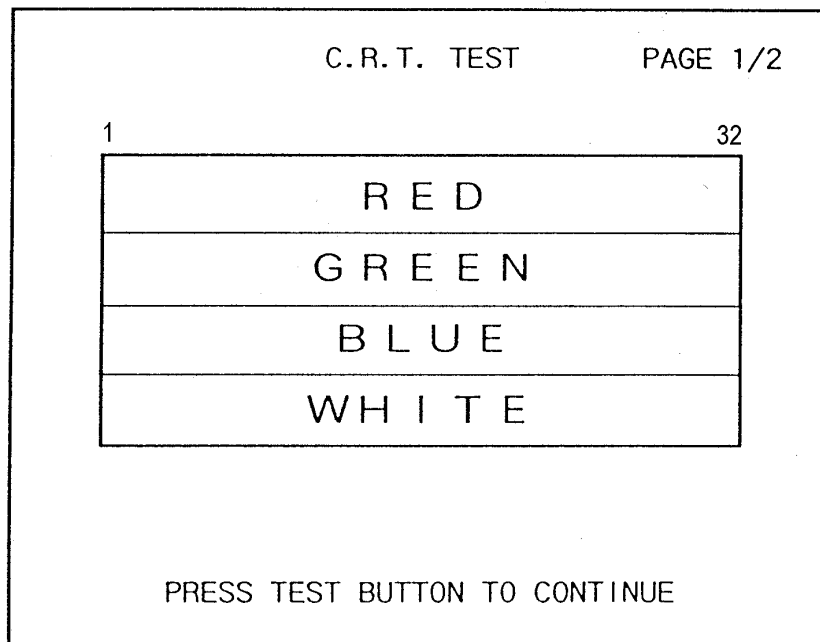 C.R.T. TEST PAGE 1/2
1 32
RED
GREEN
BLUE
WHITE
PRESS TEST BUTTON TO CONTINUE